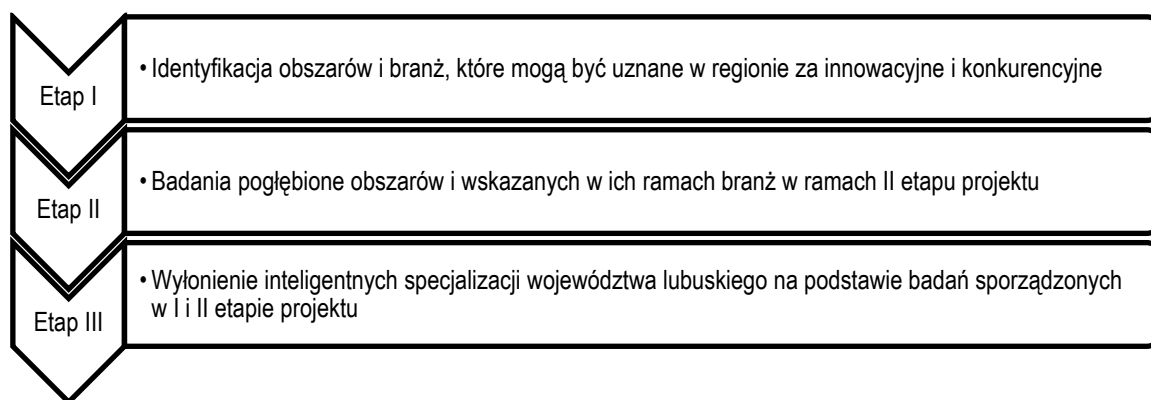 Etap I
• Identyfikacja obszarów i branż, które mogą być uznane w regionie za innowacyjne i konkurencyjne
Etap II
• Badania pogłębione obszarów i wskazanych w ich ramach branż w ramach II etapu projektu
Etap III
• Wyłonienie inteligentnych specjalizacji województwa lubuskiego na podstawie badań sporządzonych
w I i II etapie projektu